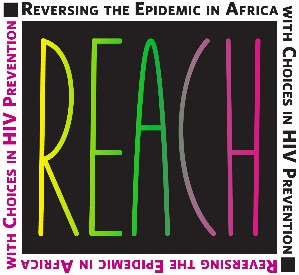 REVERSING THE EPIDEMIC IN AFRICA
WITH CHOICES IN HIV PREVENTION
REACH
REVERSING THE EPIDEMIC IN AFRICA
WITH CHOICES IN HIV PREVENTION